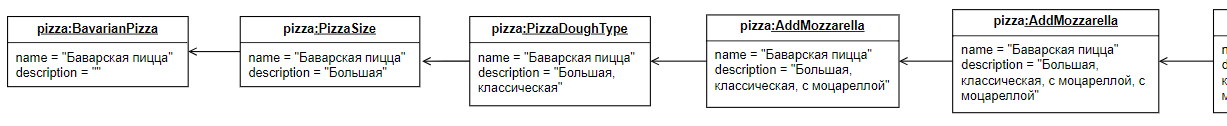 pizza:BavarianPizza
name = "Баварская пицца"
description = ""
pizza:PizzaSize
name = "Баварская пицца"
description = "Большая"
pizza:PizzaDoughType
name = "Баварская пицца"
description = "Большая,
классическая"
pizza:AddMozzarella
name = "Баварская пицца"
description = "Большая,
классическая, с моцареллой"
pizza:AddMozzarella
name = "Баварская пицца"
description = "Большая,
классическая, с моцареллой, с
моцареллой"